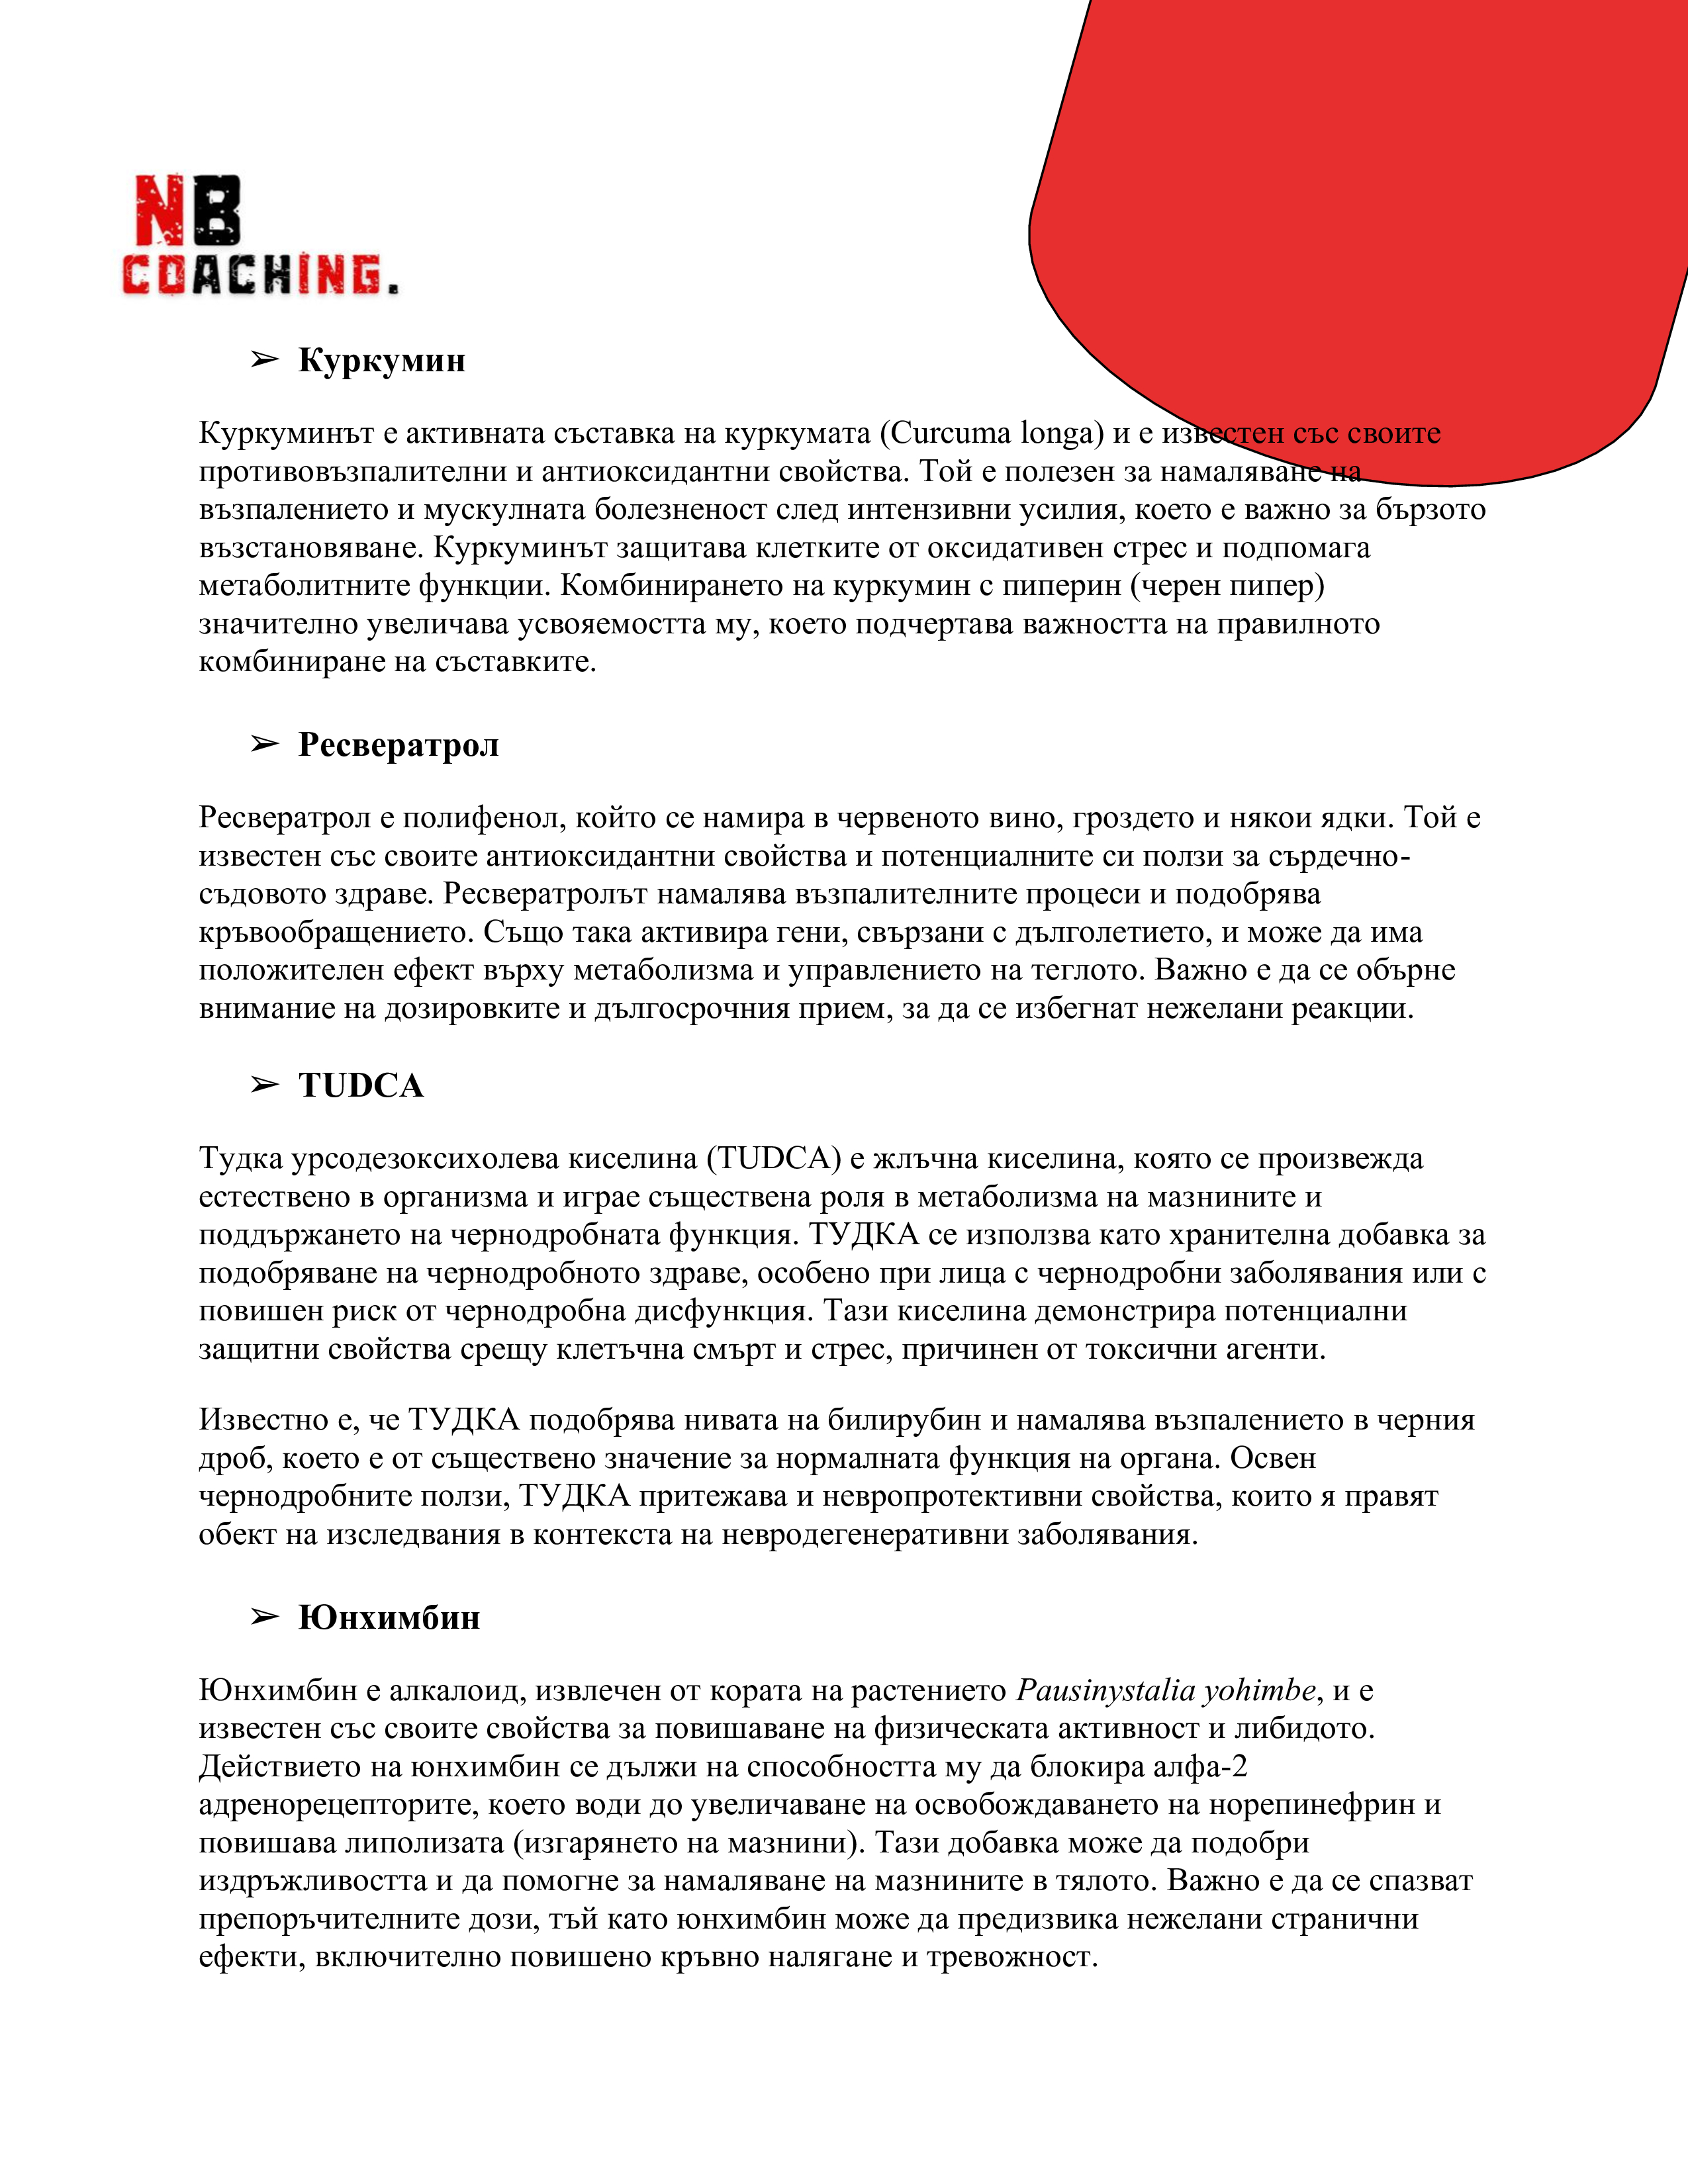 NB
COACHING.
➢ Куркумин
Куркуминът е активната съставка на куркумата (Curcuma longa) и е известен със своите
противовъзпалителни и антиоксидантни свойства. Той е полезен за намаляване на
възпалението и мускулната болезненост след интензивни усилия, което е важно за бързото
възстановяване. Куркуминът защитава клетките от оксидативен стрес и подпомага
метаболитните функции. Комбинирането на куркумин с пиперин (черен пипер)
значително увеличава усвояемостта му, което подчертава важността на правилното
комбиниране на съставките.
➢ Ресвератрол
Ресвератрол е полифенол, който се намира в червеното вино, гроздето и някои ядки. Той е
известен със своите антиоксидантни свойства и потенциалните си ползи за сърдечно-
съдовото здраве. Ресвератролът намалява възпалителните процеси и подобрява
кръвообращението. Също така активира гени, свързани с дълголетието, и може да има
положителен ефект върху метаболизма и управлението на теглото. Важно е да се обърне
внимание на дозировките и дългосрочния прием, за да се избегнат нежелани реакции.
➢ TUDCA
Тудка урсодезоксихолева киселина (TUDCA) е жлъчна киселина, която се произвежда
естествено в организма и играе съществена роля в метаболизма на мазнините и
поддържането на чернодробната функция. ТУДКА се използва като хранителна добавка за
подобряване на чернодробното здраве, особено при лица с чернодробни заболявания или с
повишен риск от чернодробна дисфункция. Тази киселина демонстрира потенциални
защитни свойства срещу клетъчна смърт и стрес, причинен от токсични агенти.
Известно е, че ТУДКА подобрява нивата на билирубин и намалява възпалението в черния
дроб, което е от съществено значение за нормалната функция на органа. Освен
чернодробните ползи, ТУДКА притежава и невропротективни свойства, които я правят
обект на изследвания в контекста на невродегенеративни заболявания.
➢ Юнхимбин
Юнхимбин е алкалоид, извлечен от кората на растението Pausinystalia yohimbe, и е
известен със своите свойства за повишаване на физическата активност и либидото.
Действието на юнхимбин се дължи на способността му да блокира алфа-2
адренорецепторите, което води до увеличаване на освобождаването на норепинефрин и
повишава липолизата (изгарянето на мазнини). Тази добавка може да подобри
издръжливостта и да помогне за намаляване на мазнините в тялото. Важно е да се спазват
препоръчителните дози, тъй като юнхимбин може да предизвика нежелани странични
ефекти, включително повишено кръвно налягане и тревожност.